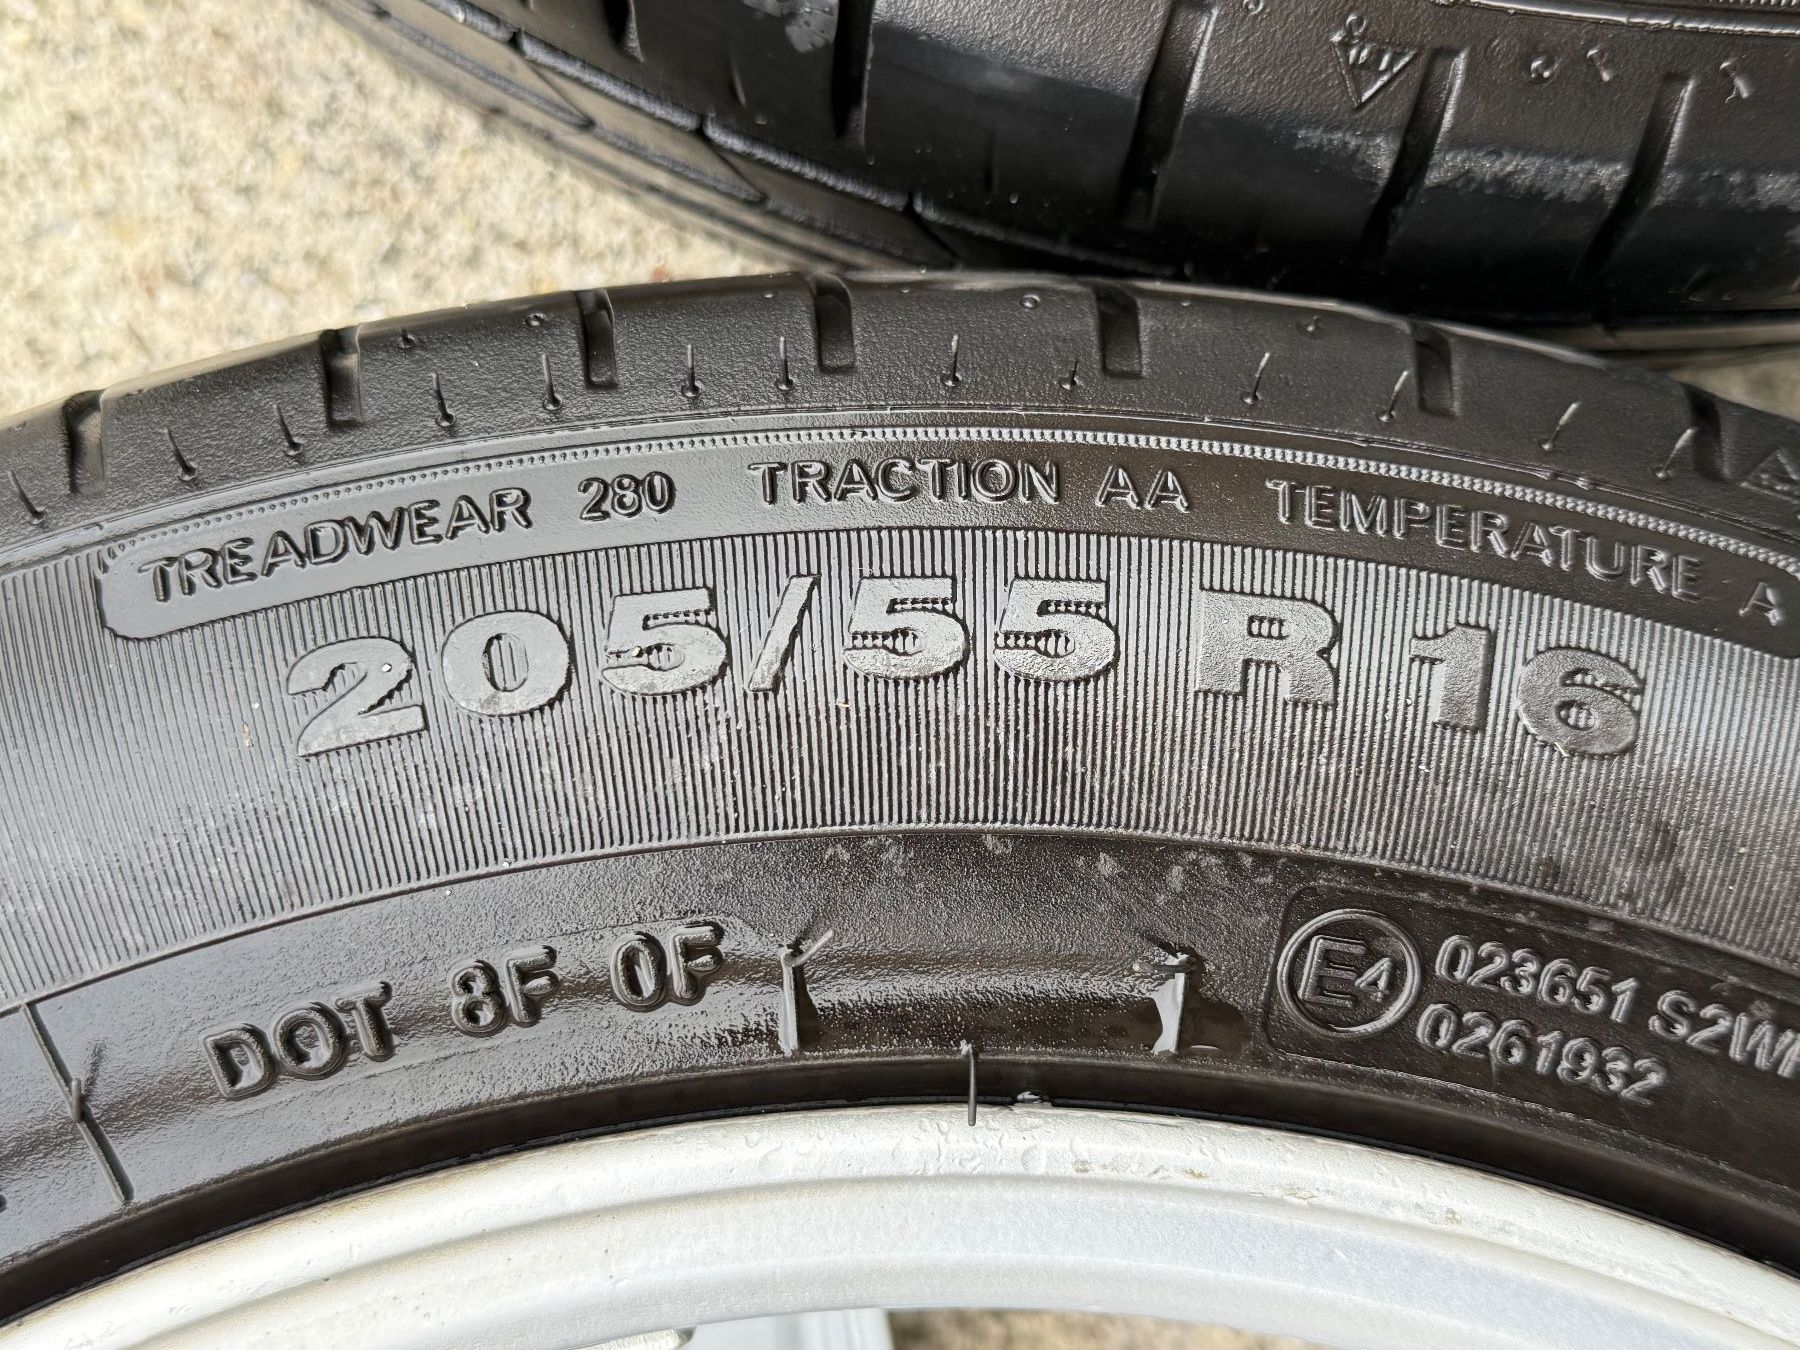 TREADWEAR 280 TRACTION AA TEMPERATURE A
205/55 R 16
DOT 8F 0F
E4 023651 S2W
0261932